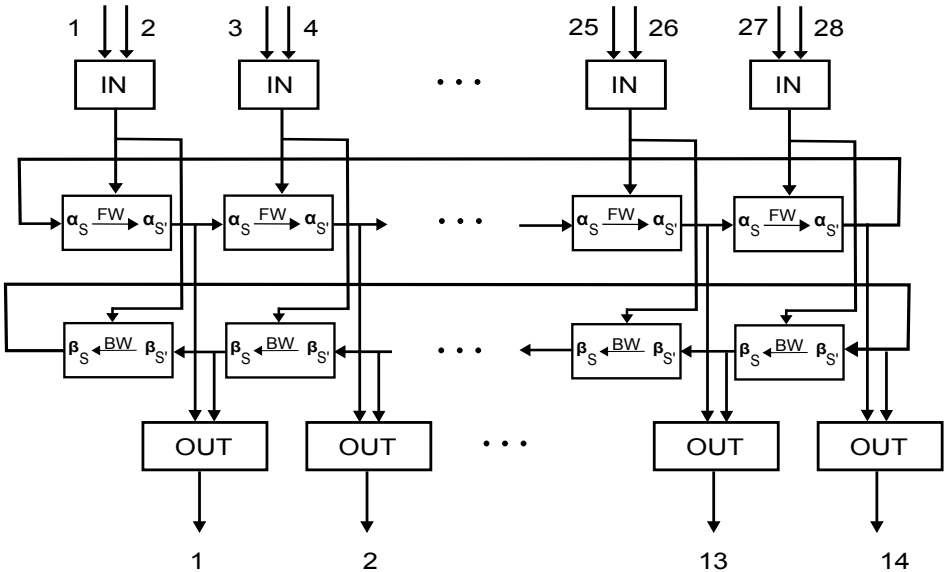 1 2 3 4 25 26 27 28
IN IN ... IN IN
αS FW αS' αS FW αS' ... αS FW αS' αS FW αS'
βS BW βS' βS BW βS' ... βS BW βS' βS BW βS'
OUT OUT ... OUT OUT
1 2 13 14